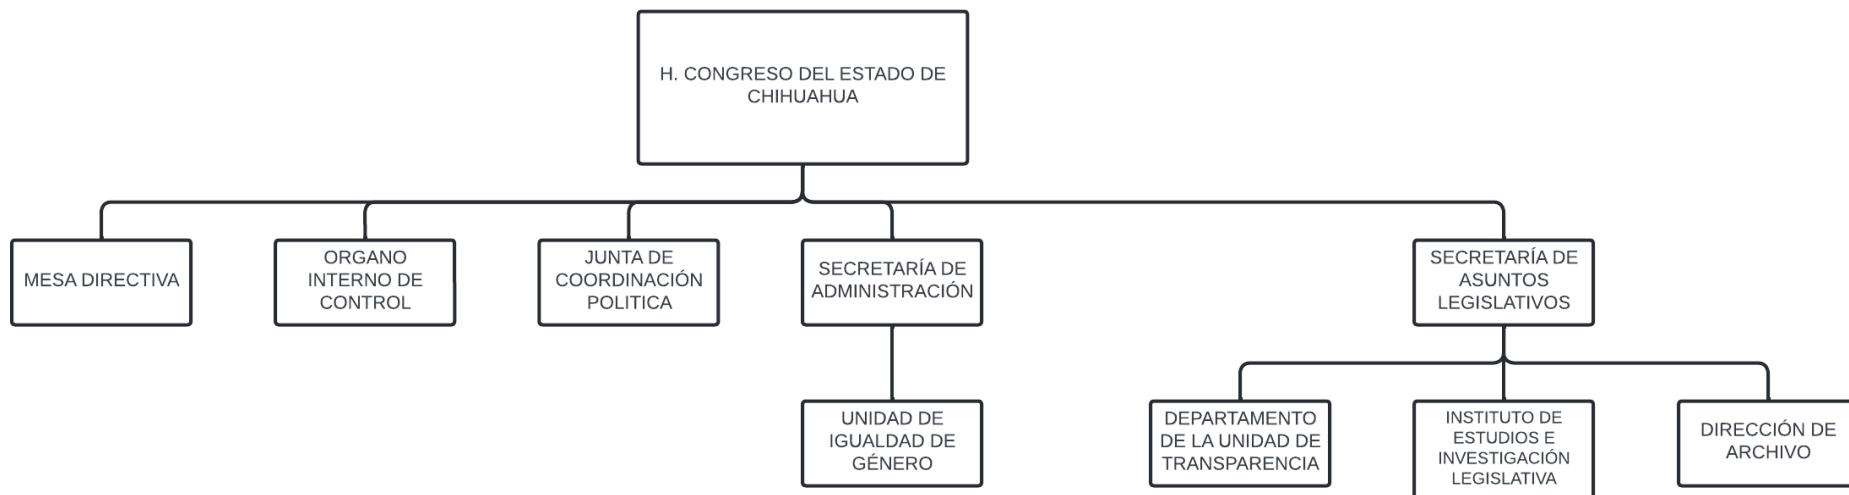 H. CONGRESO DEL ESTADO DE
CHIHUAHUA
MESA DIRECTIVA
ORGANO
INTERNO DE
CONTROL
JUNTA DE
COORDINACIÓN
POLITICA
SECRETARÍA DE
ADMINISTRACIÓN
SECRETARÍA DE
ASUNTOS
LEGISLATIVOS
UNIDAD DE
IGUALDAD DE
GÉNERO
DEPARTAMENTO
DE LA UNIDAD DE
TRANSPARENCIA
INSTITUTO DE
ESTUDIOS E
INVESTIGACIÓN
LEGISLATIVA
DIRECCIÓN DE
ARCHIVO